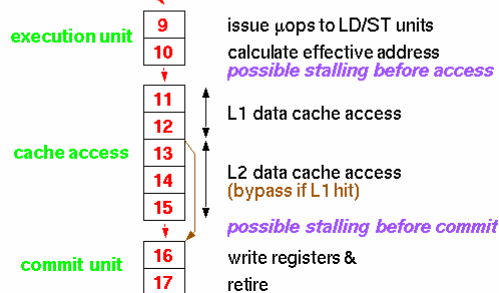 execution unit
9 issue μops to LD/ST units
10 calculate effective address
possible stalling before access
11
12 L1 data cache access
cache access
13
14 L2 data cache access
(bypass if L1 hit)
15
possible stalling before commit
16 write registers &
commit unit
17 retire